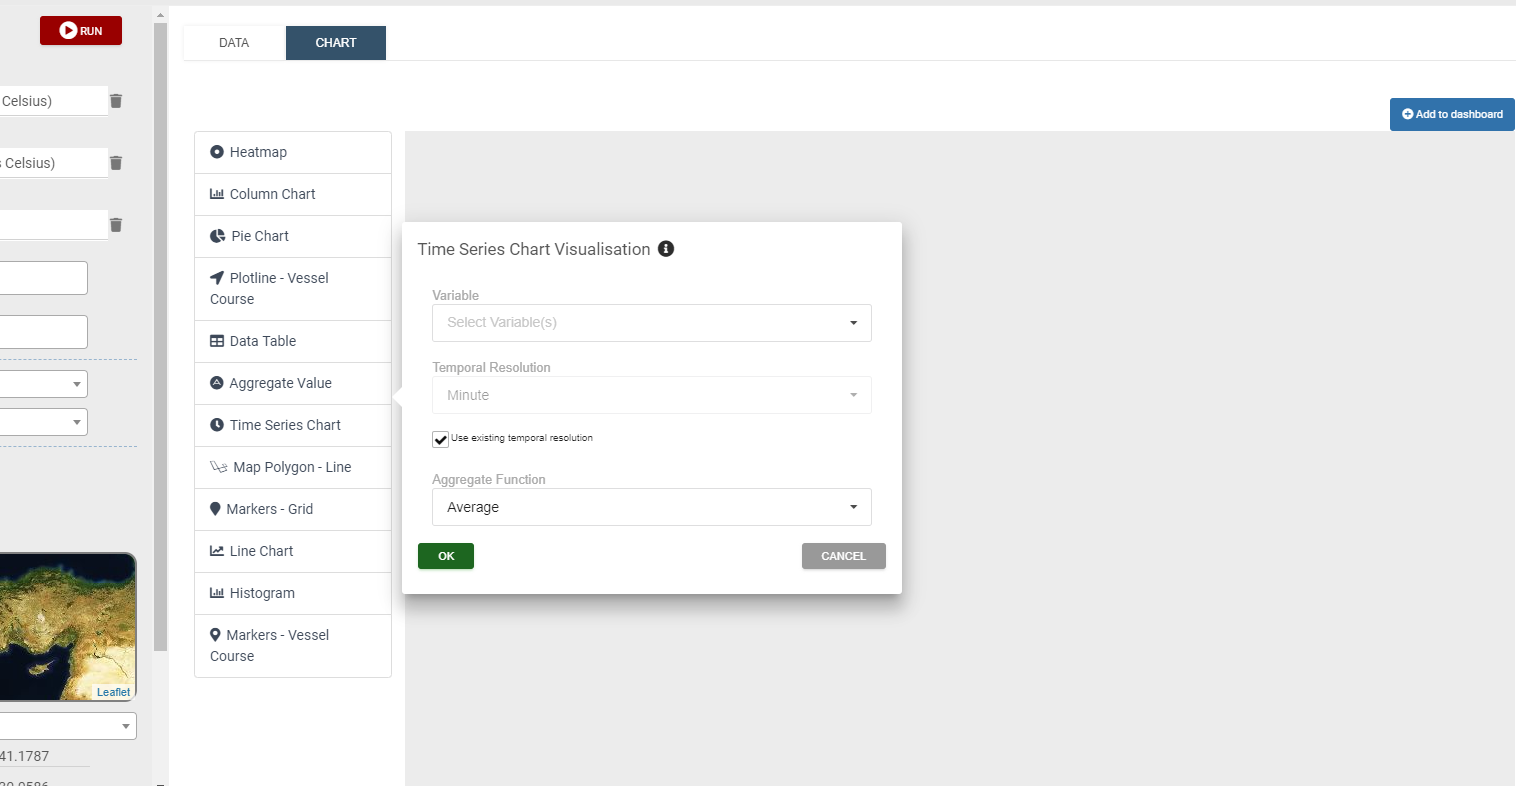 RUN
DATA
CHART
Celsius)
Add to dashboard
Heatmap
s Celsius)
Column Chart
Pie Chart
Time Series Chart Visualisation
Plotline - Vessel
Course
Variable
Select Variable(s)
Data Table
Temporal Resolution
Aggregate Value
Minute
Time Series Chart
Use existing temporal resolution
Map Polygon - Line
Aggregate Function
Markers - Grid
Average
Line Chart
OK
CANCEL
Histogram
Markers - Vessel
Course
Leaflet
41.1787